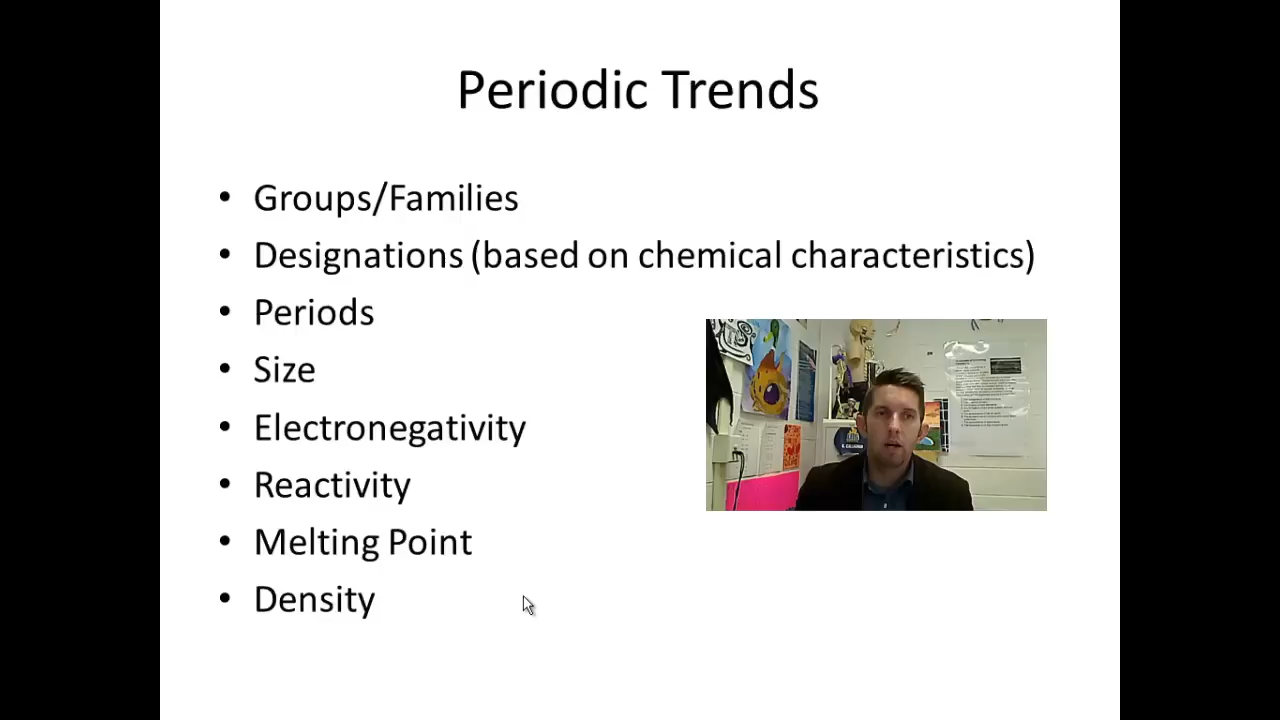 Periodic Trends
• Groups/Families
• Designations (based on chemical characteristics)
• Periods
• Size
• Electronegativity
• Reactivity
• Melting Point
• Density